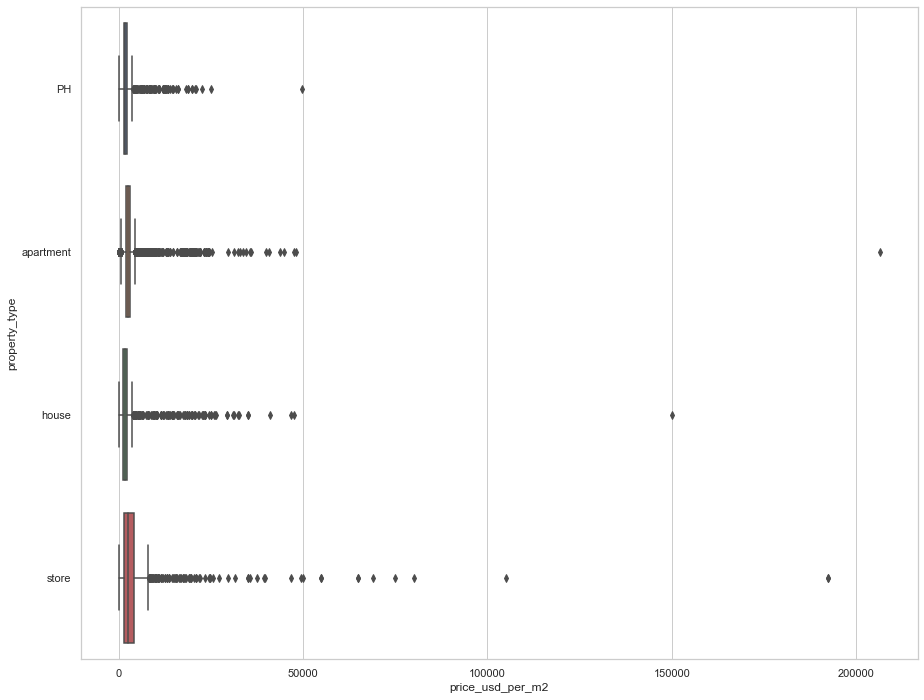 PH
apartment
house
store
property_type
0
50000
100000
150000
200000
price_usd_per_m2